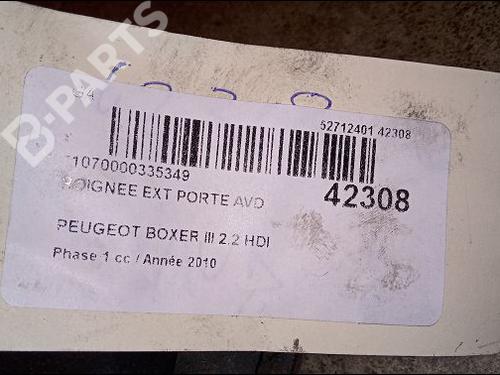 B-PARTS
G4
52712401 42308
1070000335349
42308
POIGNEE EXT PORTE AVD
PEUGEOT BOXER III 2.2 HDI
Phase 1 cc / Année 2010